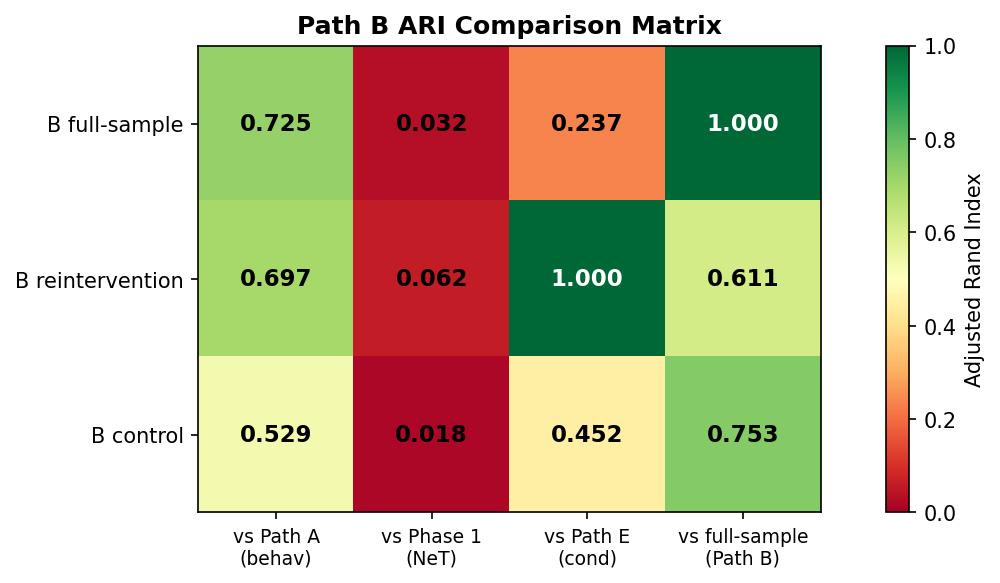 Path B ARI Comparison Matrix
B full-sample 0.725 0.032 0.237 1.000
B reintervention 0.697 0.062 1.000 0.611
B control 0.529 0.018 0.452 0.753
vs Path A
(behav)
vs Phase 1
(NeT)
vs Path E
(cond)
vs full-sample
(Path B)
1.0
0.8
0.6
0.4
0.2
0.0
Adjusted Rand Index